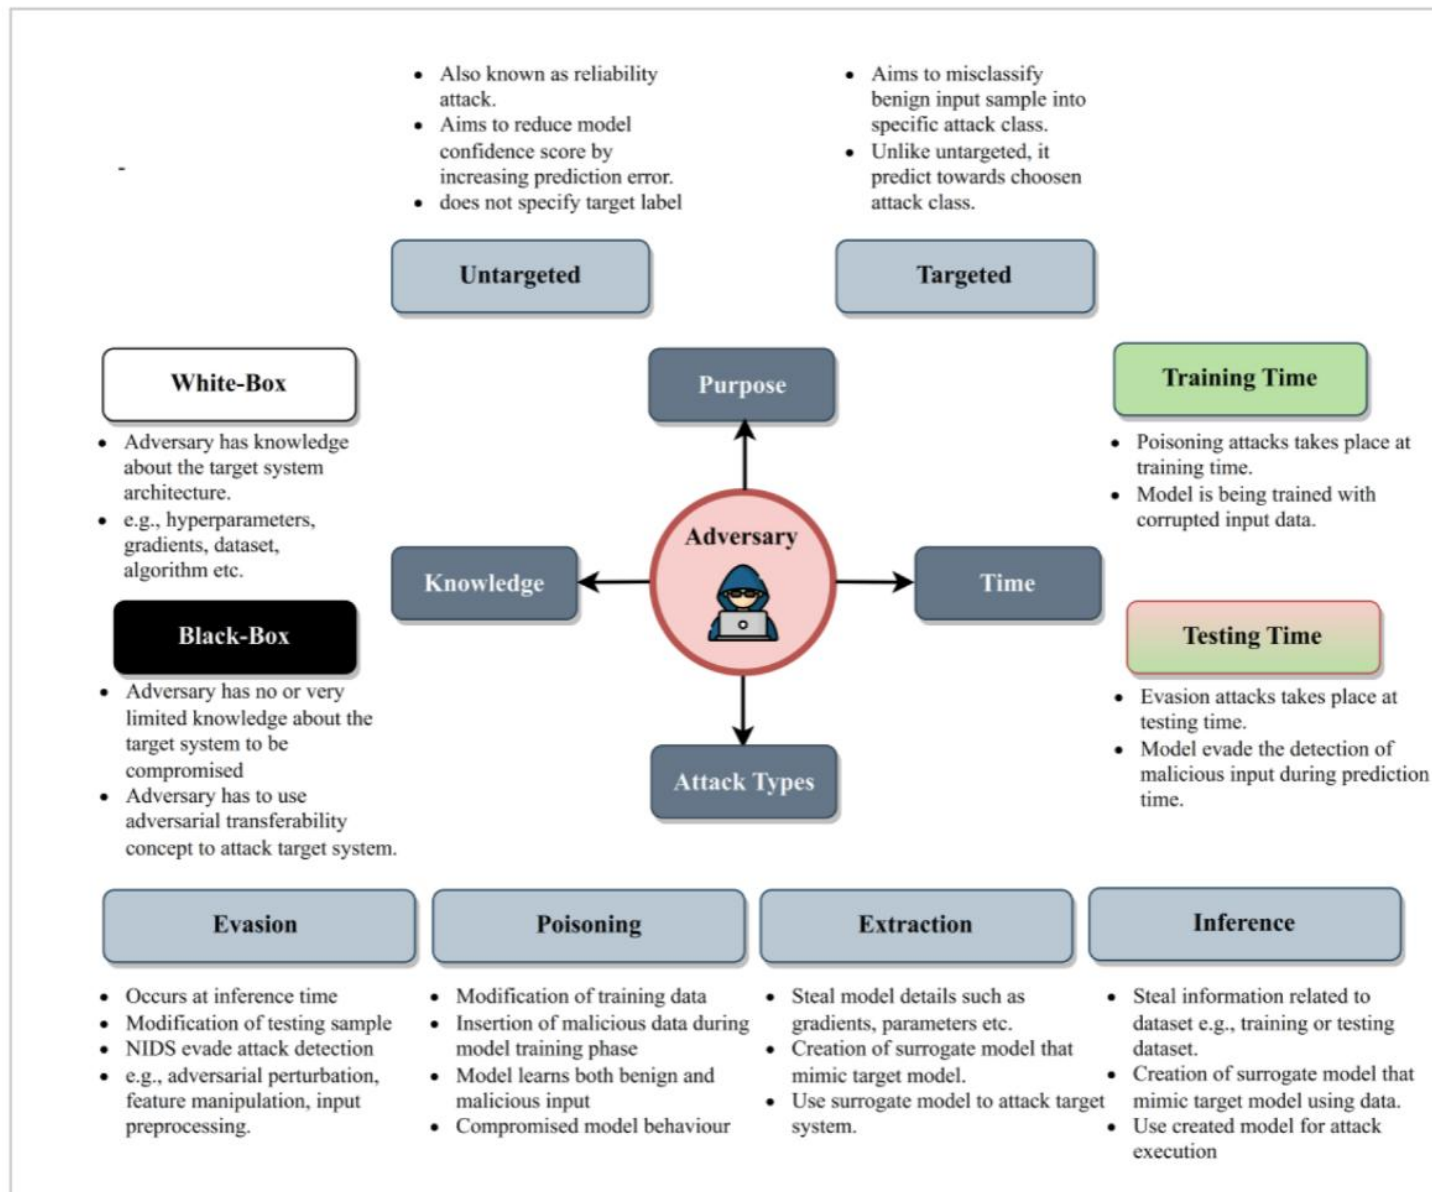 • Also known as reliability
attack.
• Aims to reduce model
confidence score by
increasing prediction error.
• does not specify target label
• Aims to misclassify
benign input sample into
specific attack class.
• Unlike untargeted, it
predict towards choosen
attack class.
-
Untargeted
Targeted
White-Box
• Adversary has knowledge
about the target system
architecture.
• e.g., hyperparameters,
gradients, dataset,
algorithm etc.
Purpose
Training Time
• Poisoning attacks takes place at
training time.
• Model is being trained with
corrupted input data.
Adversary
Knowledge
Time
Black-Box
• Adversary has no or very
limited knowledge about the
target system to be
compromised
• Adversary has to use
adversarial transferability
concept to attack target system.
Testing Time
• Evasion attacks takes place at
testing time.
• Model evade the detection of
malicious input during prediction
time.
Attack Types
Evasion
• Occurs at inference time
• Modification of testing sample
• NIDS evade attack detection
• e.g., adversarial perturbation,
feature manipulation, input
preprocessing.
Poisoning
• Modification of training data
• Insertion of malicious data during
model training phase
• Model learns both benign and
malicious input
• Compromised model behaviour
Extraction
• Steal model details such as
gradients, parameters etc.
• Creation of surrogate model that
mimic target model.
• Use surrogate model to attack target
system.
Inference
• Steal information related to
dataset e.g., training or testing
dataset.
• Creation of surrogate model that
mimic target model using data.
• Use created model for attack
execution